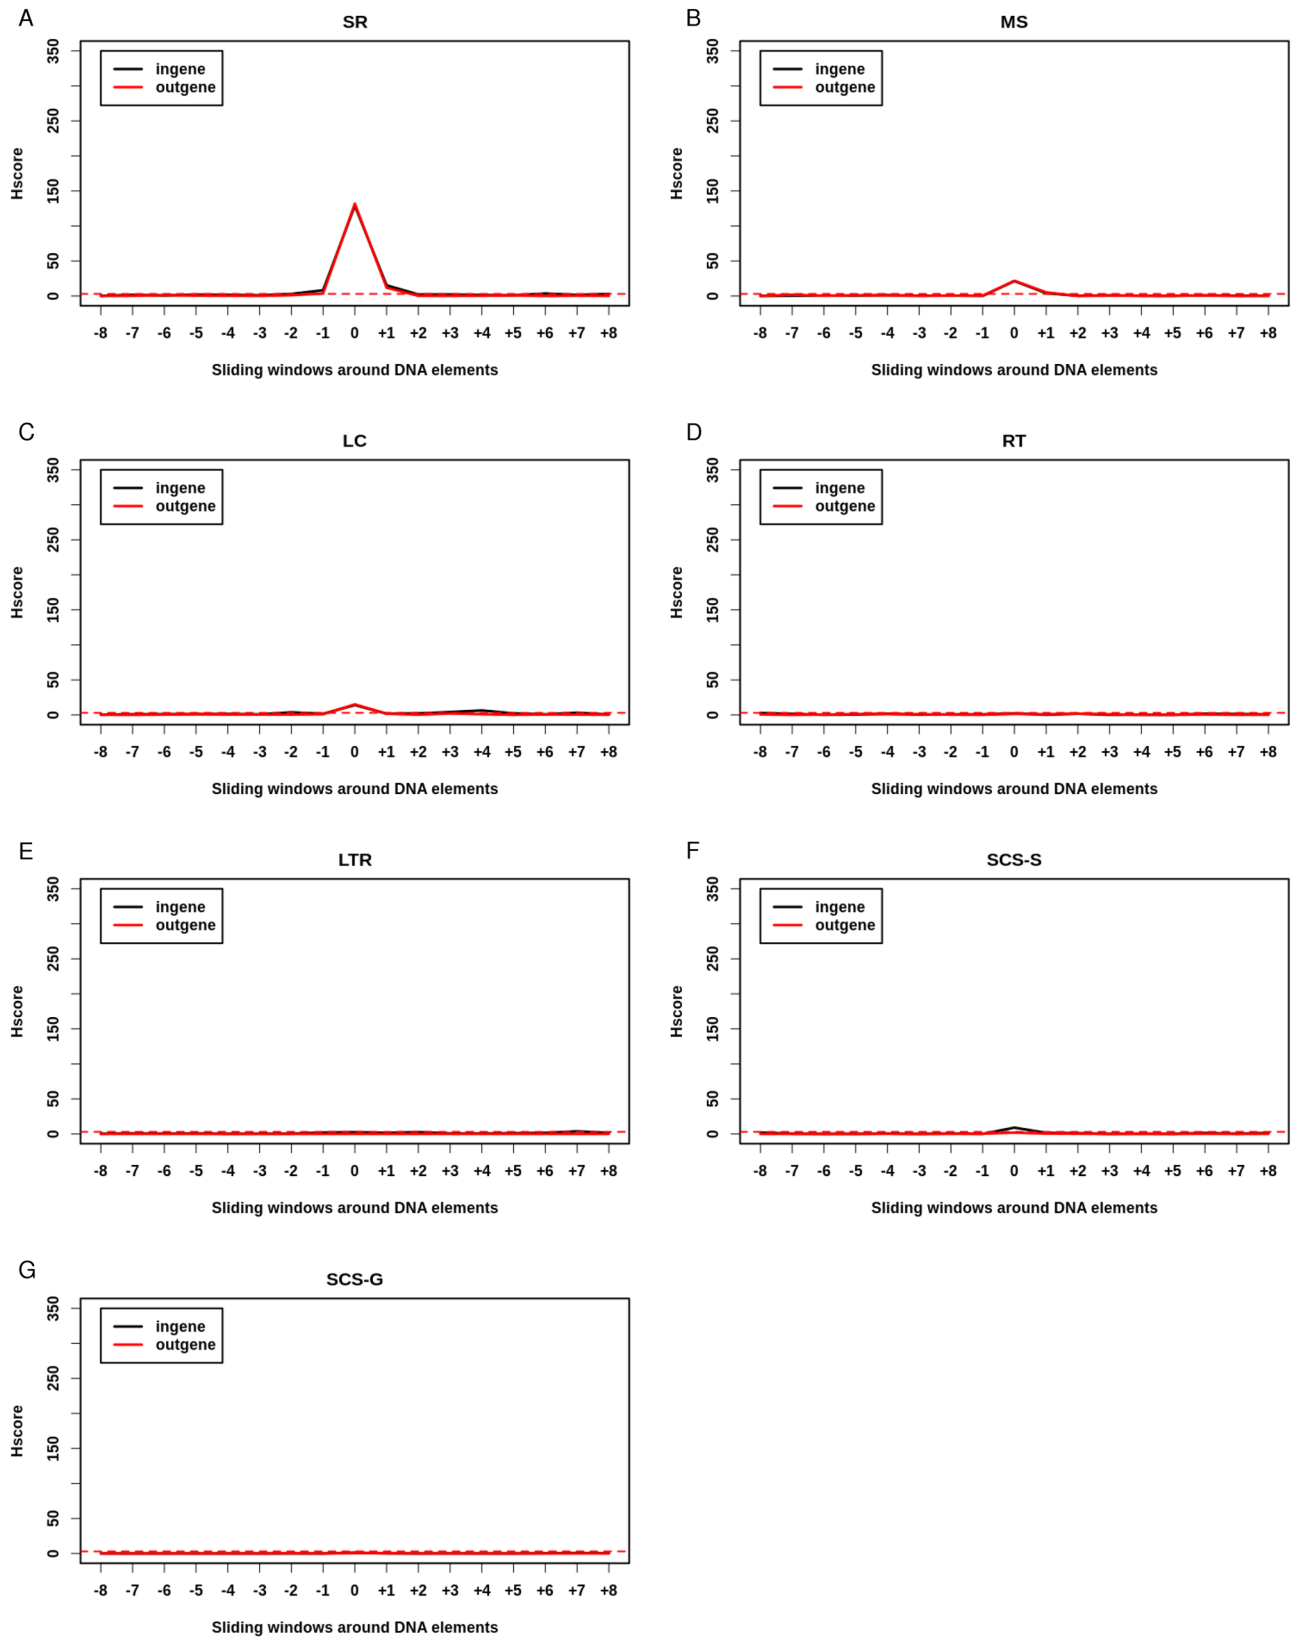 A
SR
350
250
150
50
0
Hscore
ingene
outgene
-8 -7 -6 -5 -4 -3 -2 -1 0 +1 +2 +3 +4 +5 +6 +7 +8
Sliding windows around DNA elements
B
MS
350
250
150
50
0
Hscore
ingene
outgene
-8 -7 -6 -5 -4 -3 -2 -1 0 +1 +2 +3 +4 +5 +6 +7 +8
Sliding windows around DNA elements
C
LC
350
250
150
50
0
Hscore
ingene
outgene
-8 -7 -6 -5 -4 -3 -2 -1 0 +1 +2 +3 +4 +5 +6 +7 +8
Sliding windows around DNA elements
D
RT
350
250
150
50
0
Hscore
ingene
outgene
-8 -7 -6 -5 -4 -3 -2 -1 0 +1 +2 +3 +4 +5 +6 +7 +8
Sliding windows around DNA elements
E
LTR
350
250
150
50
0
Hscore
ingene
outgene
-8 -7 -6 -5 -4 -3 -2 -1 0 +1 +2 +3 +4 +5 +6 +7 +8
Sliding windows around DNA elements
F
SCS-S
350
250
150
50
0
Hscore
ingene
outgene
-8 -7 -6 -5 -4 -3 -2 -1 0 +1 +2 +3 +4 +5 +6 +7 +8
Sliding windows around DNA elements
G
SCS-G
350
250
150
50
0
Hscore
ingene
outgene
-8 -7 -6 -5 -4 -3 -2 -1 0 +1 +2 +3 +4 +5 +6 +7 +8
Sliding windows around DNA elements